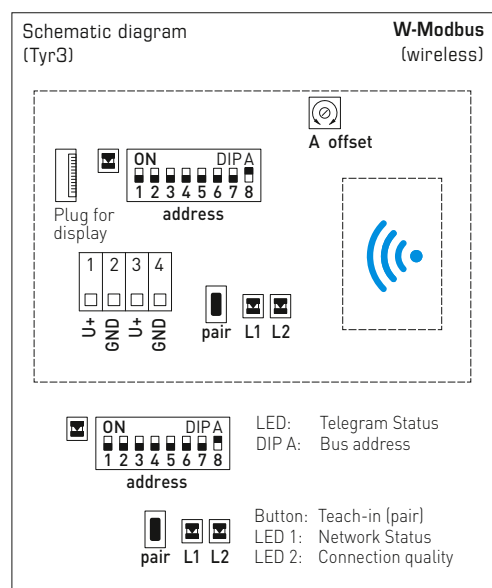 Schematic diagram
(Tyr3)
W-Modbus
(wireless)
A offset
ON DIP A
1 2 3 4 5 6 7 8
address
Plug for
display
1 2 3 4
U+ GND U+ GND
pair L1 L2
ON DIP A
1 2 3 4 5 6 7 8
address
LED: Telegram Status
DIP A: Bus address
pair L1 L2
Button: Teach-in (pair)
LED 1: Network Status
LED 2: Connection quality